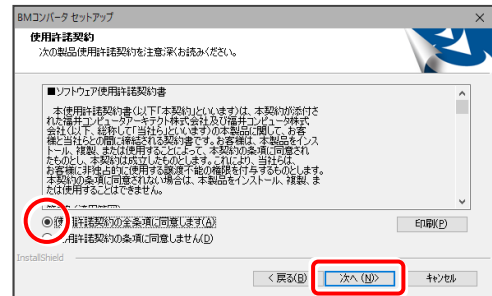 BMコンバータ セットアップ
使用許諾契約
次の製品使用許諾契約を注意深くお読みください。
■ソフトウェア使用許諾契約書
本使用許諾契約書（以下「本契約」といいます）は、本契約が添付さ
れた福井コンピュータアーキテクト株式会社及び福井コンピュータ株式
会社（以下、総称して「当社ら」といいます）の本製品に関して、お客
様と当社らとの間に締結される契約書です。お客様は、本製品をインス
トール、複製、または使用することによって、本契約の条項に同意され
たものとし、本契約は成立したものとします。これにより、当社らは、
お客様に非独占的に使用する譲渡不能の権限を付与するものとします。
本契約の条項に同意されない場合は、本製品をインストール、複製、ま
たは使用することはできません。
使用許諾契約の全条項に同意します(A)
印刷(P)
使用許諾契約の条項に同意しません(D)
InstallShield
< 戻る(B)
次へ (N)>
キャンセル